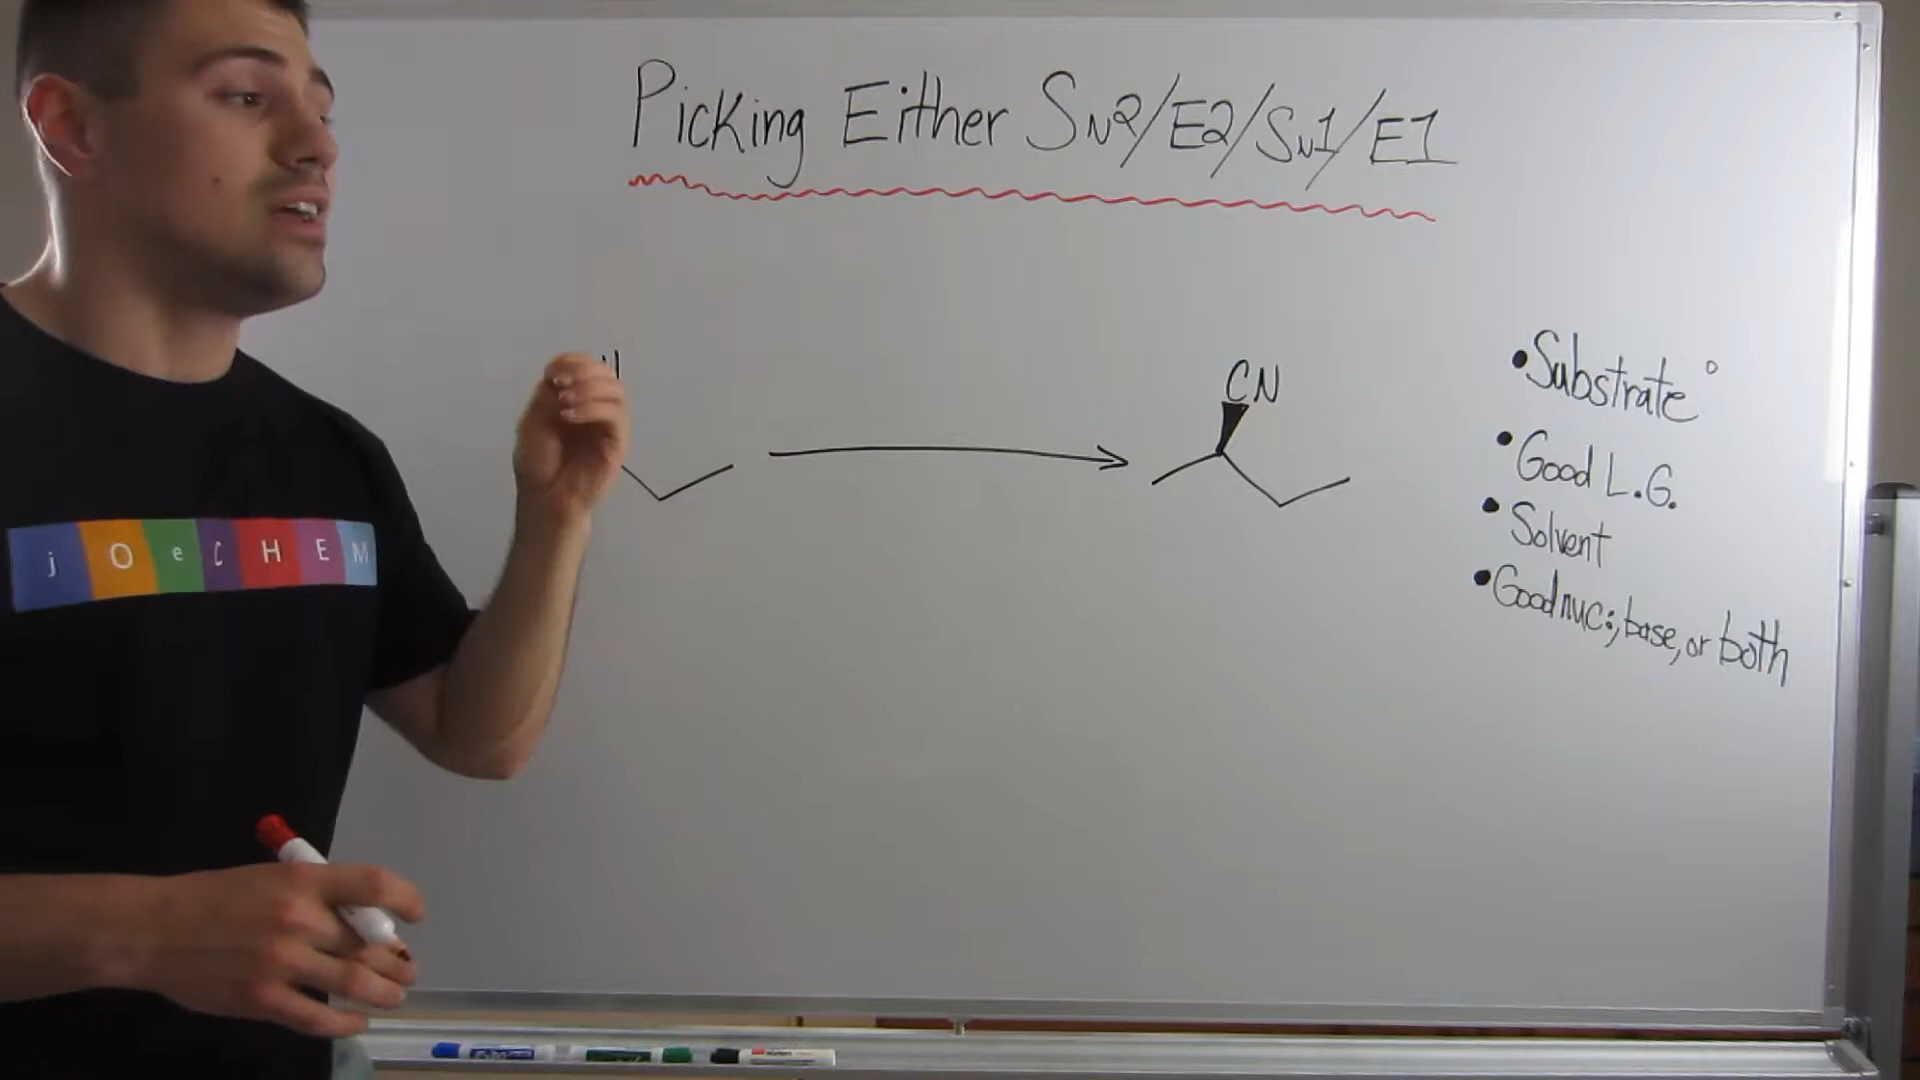 Picking Either SN2/E2/SN1/E1
CN
•Substrate°
•Good L.G.
•Solvent
•Good nuc:, base, or both
jOeCHEM